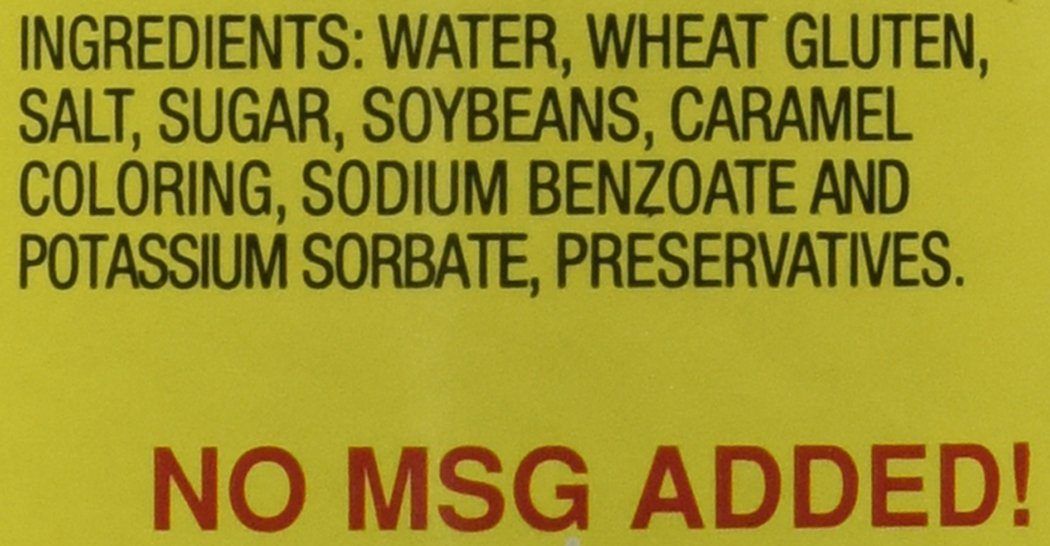 INGREDIENTS: WATER, WHEAT GLUTEN,
SALT, SUGAR, SOYBEANS, CARAMEL
COLORING, SODIUM BENZOATE AND
POTASSIUM SORBATE, PRESERVATIVES.
NO MSG ADDED!